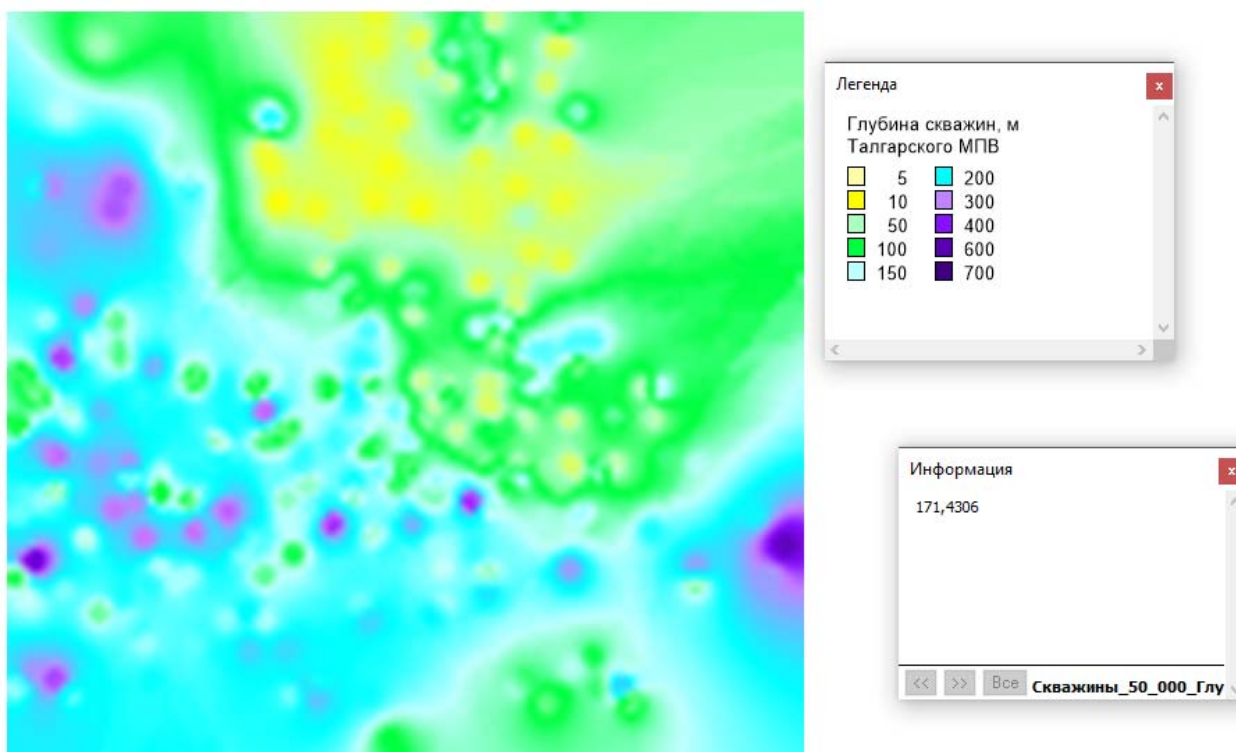 Легенда
Глубина скважин, м
Талгарского МПВ
5 200
10 300
50 400
100 600
150 700
Информация
171,4306
<< >> Все Скважины_50_000_Глу